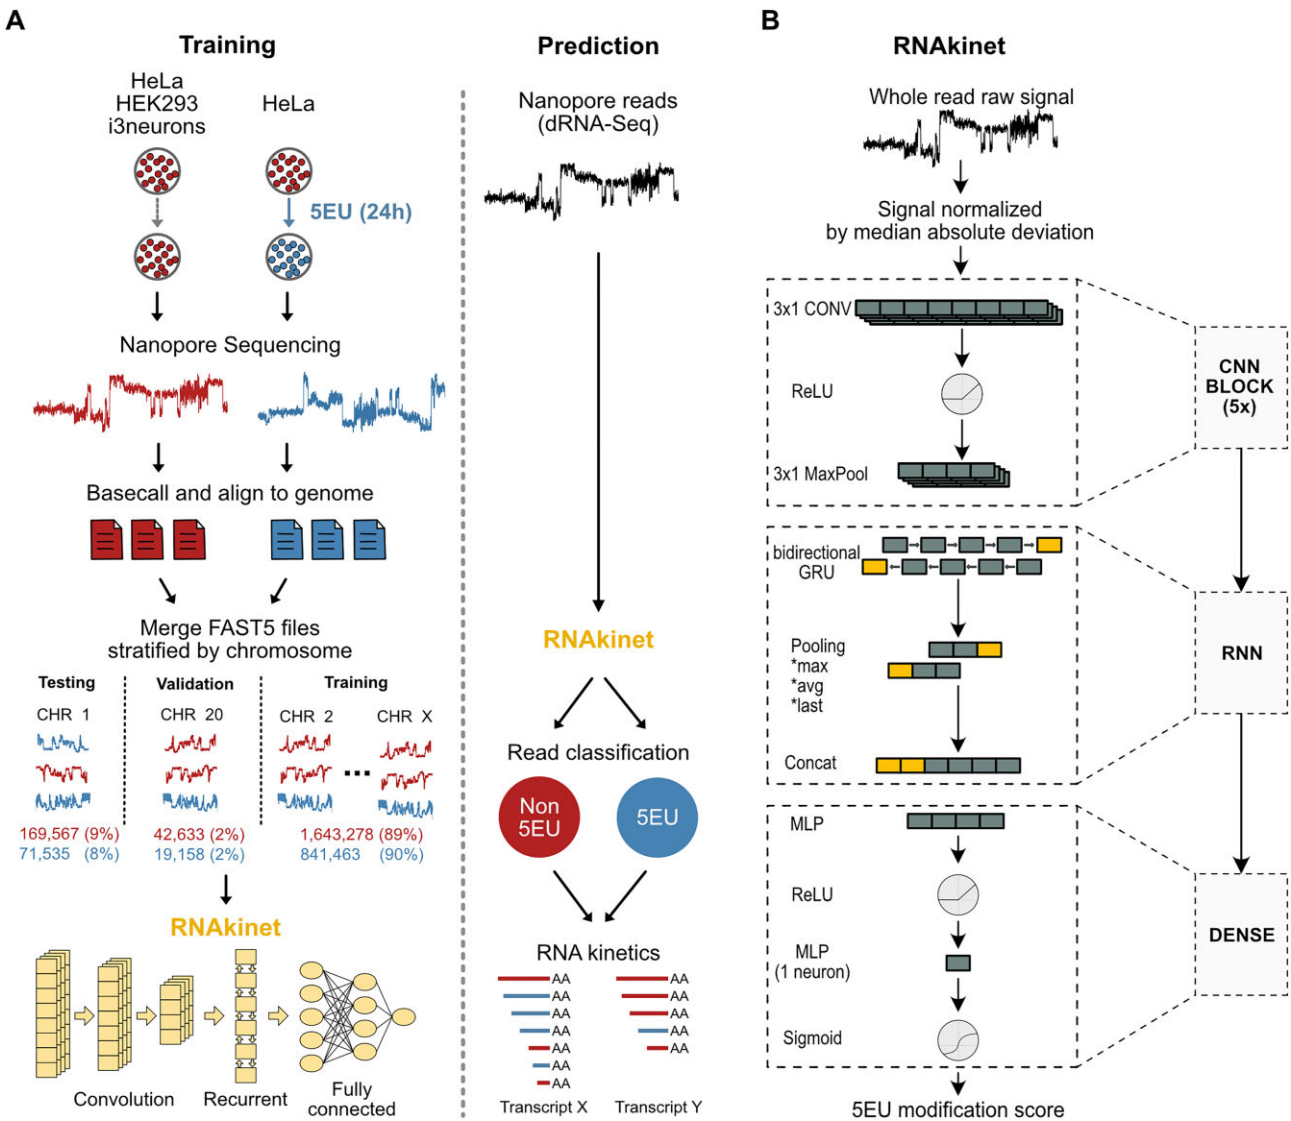 A
Training
HeLa
HEK293
i3neurons
HeLa
5EU (24h)
Nanopore Sequencing
Basecall and align to genome
Merge FAST5 files
stratified by chromosome
Testing
Validation
Training
CHR 1
CHR 20
CHR 2
CHR X
169,567 (9%)
42,633 (2%)
1,643,278 (89%)
71,535 (8%)
19,158 (2%)
841,463 (90%)
RNAkinet
Convolution
Recurrent
Fully
connected
Prediction
Nanopore reads
(dRNA-Seq)
RNAkinet
Read classification
Non
5EU
5EU
RNA kinetics
AA
AA
AA
AA
AA
AA
AA
Transcript X
AA
AA
AA
AA
AA
Transcript Y
B
RNAkinet
Whole read raw signal
Signal normalized
by median absolute deviation
3x1 CONV
ReLU
3x1 MaxPool
CNN
BLOCK
(5x)
bidirectional
GRU
Pooling
*max
*avg
*last
Concat
RNN
MLP
ReLU
MLP
(1 neuron)
Sigmoid
DENSE
5EU modification score